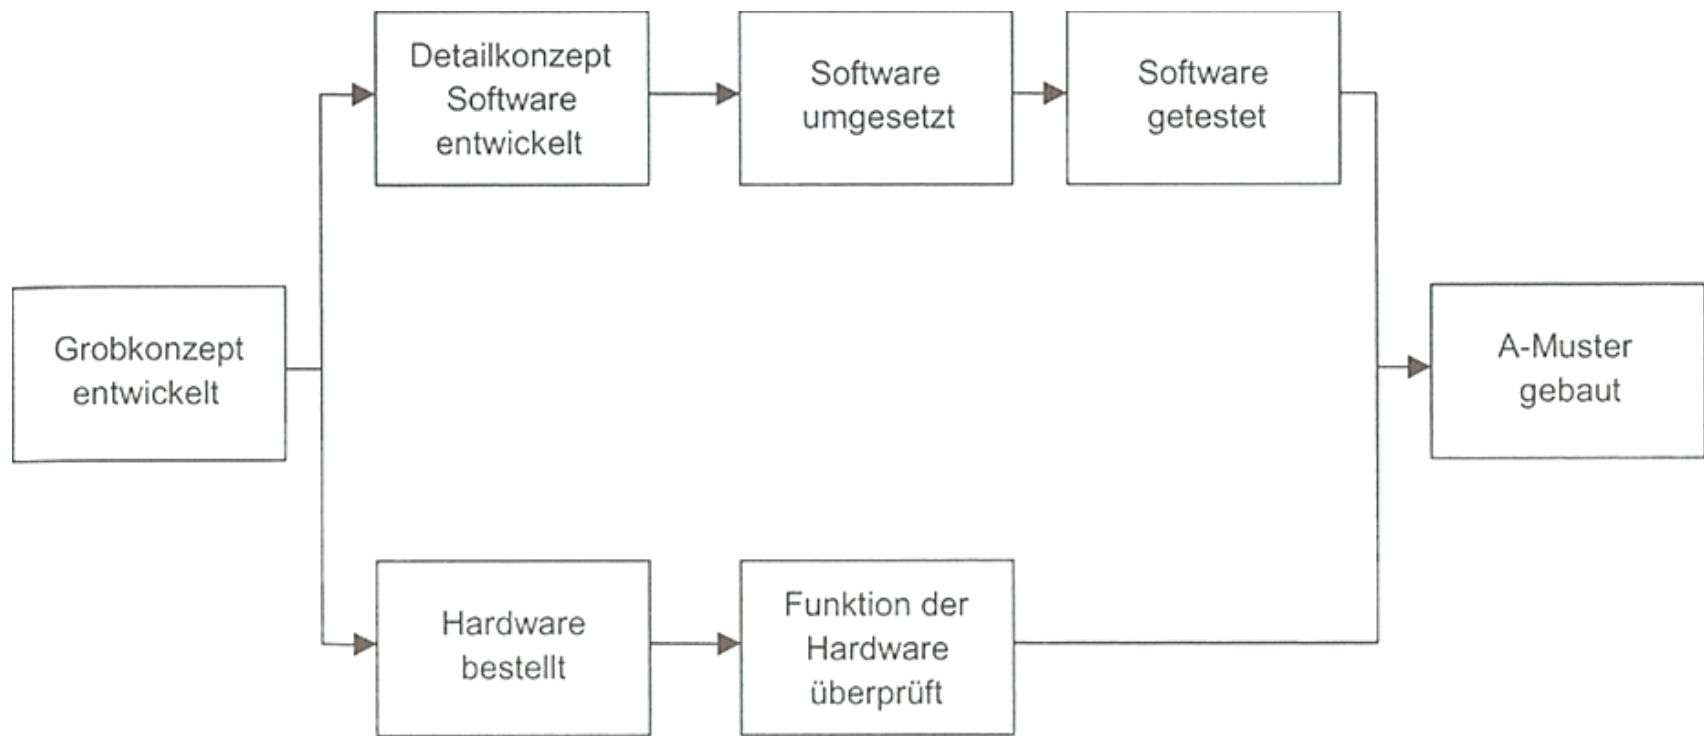 Detailkonzept
Software
entwickelt
Software
umgesetzt
Software
getestet
Grobkonzept
entwickelt
A-Muster
gebaut
Hardware
bestellt
Funktion der
Hardware
überprüft